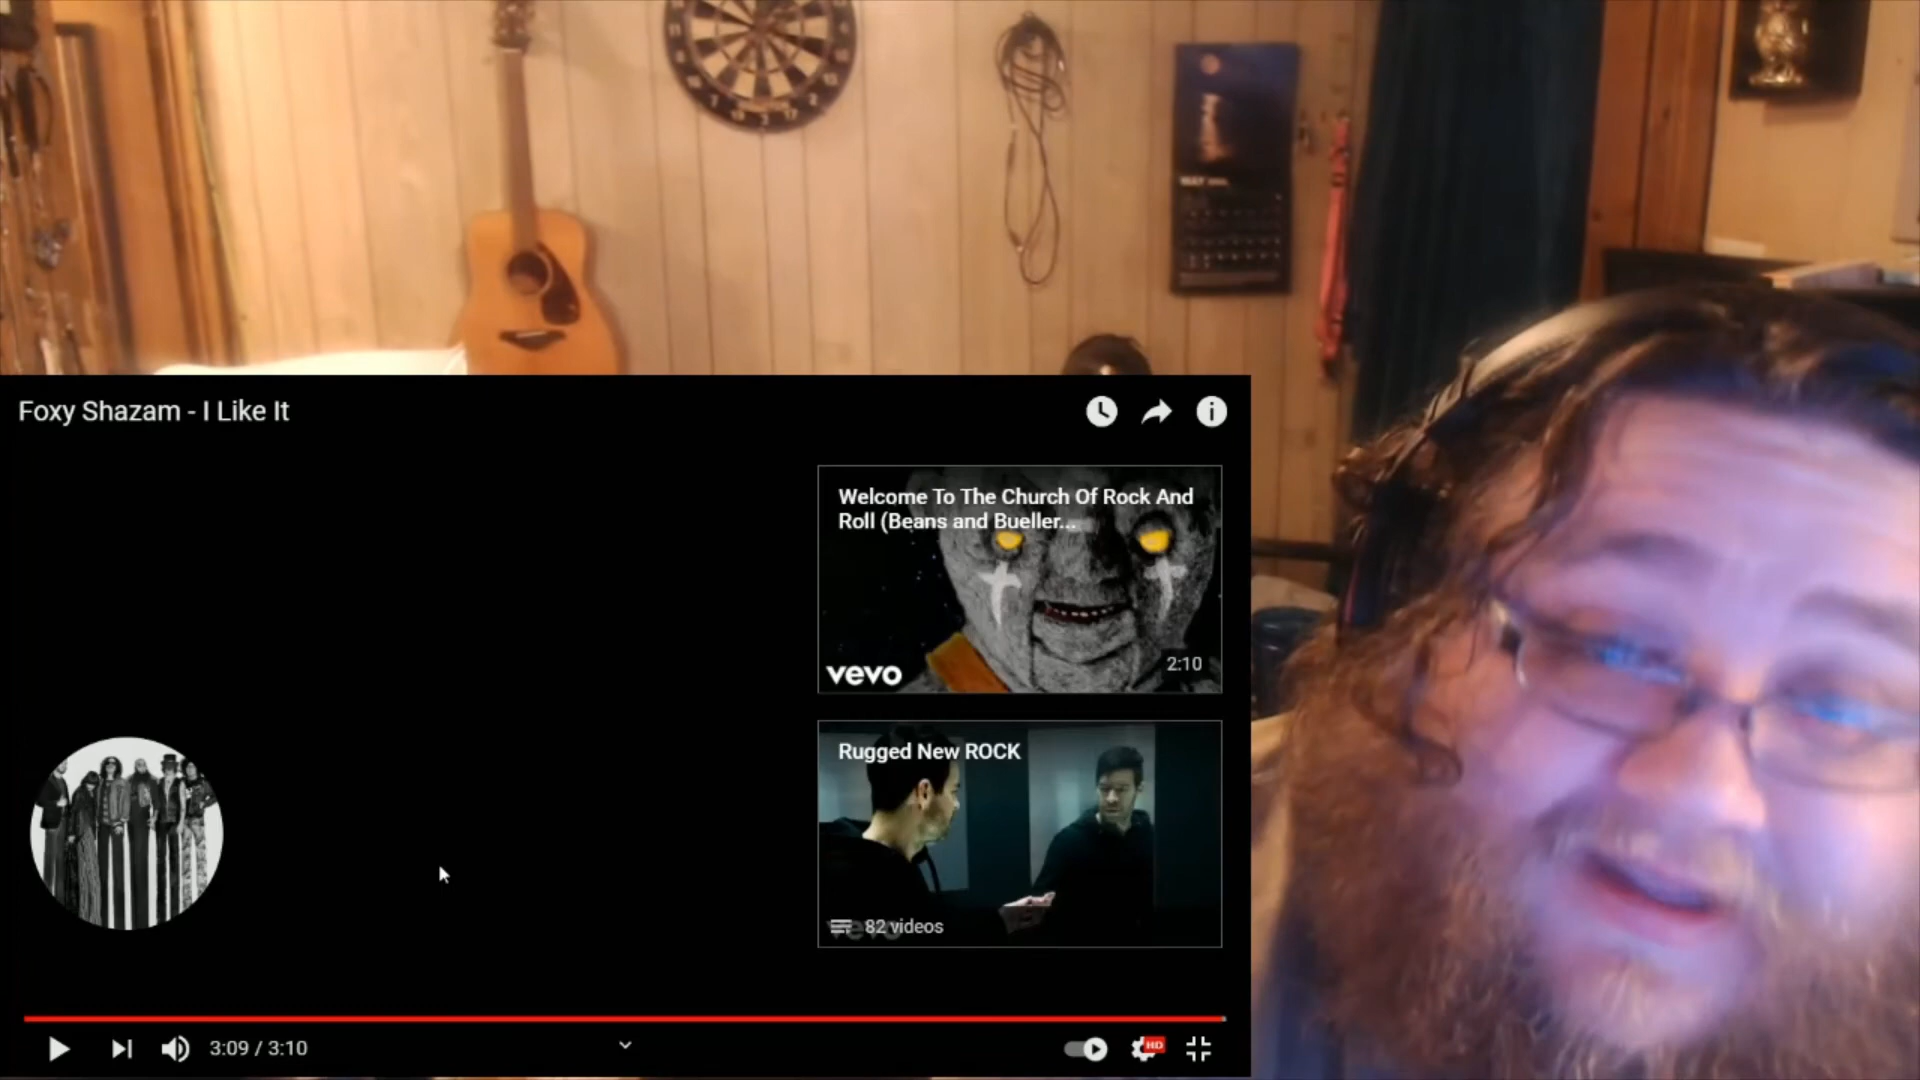 Foxy Shazam - I Like It
Welcome To The Church Of Rock And
Roll (Beans and Bueller...
vevo
2:10
Rugged New ROCK
82 videos
3:09 / 3:10
HD